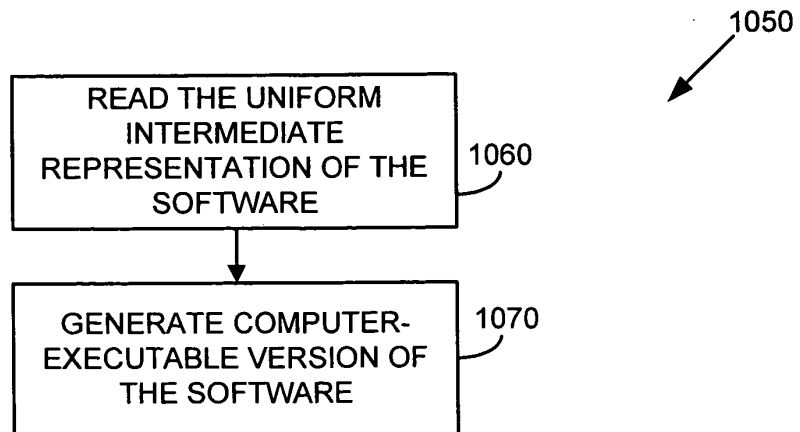 1050
READ THE UNIFORM
INTERMEDIATE
REPRESENTATION OF THE
SOFTWARE
1060
GENERATE COMPUTER-
EXECUTABLE VERSION OF
THE SOFTWARE
1070